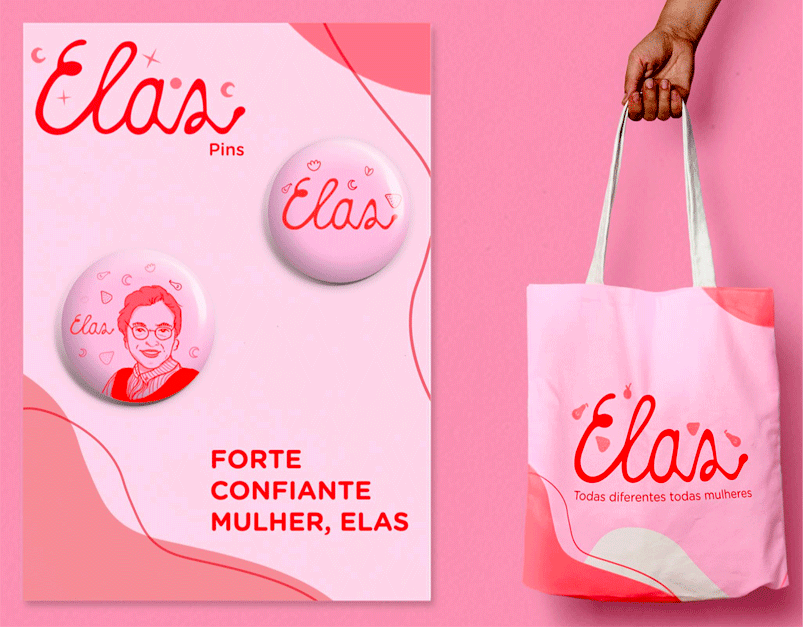 Elas
Pins
Elas
Elas
FORTE
CONFIANTE
MULHER, ELAS
Elas
Todas diferentes todas mulheres